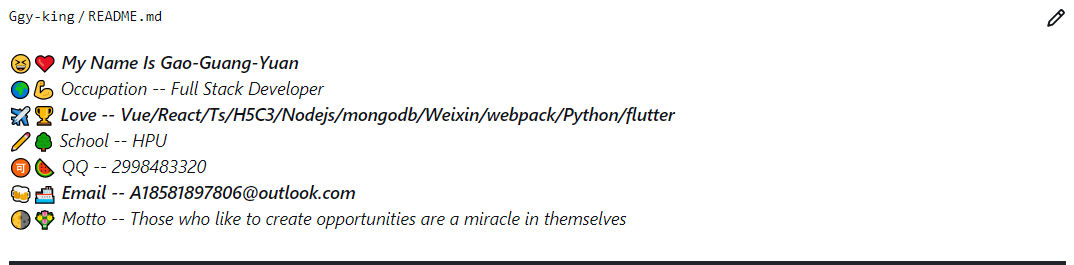 Ggy-king / README.md
😆❤️ My Name Is Gao-Guang-Yuan
🌍💪 Occupation -- Full Stack Developer
✈️🏆 Love -- Vue/React/Ts/H5C3/Nodejs/mongodb/Weixin/webpack/Python/flutter
✏️🌳 School -- HPU
🉑🍉 QQ -- 2998483320
🍻🚢 Email -- A18581897806@outlook.com
🌗💐 Motto -- Those who like to create opportunities are a miracle in themselves